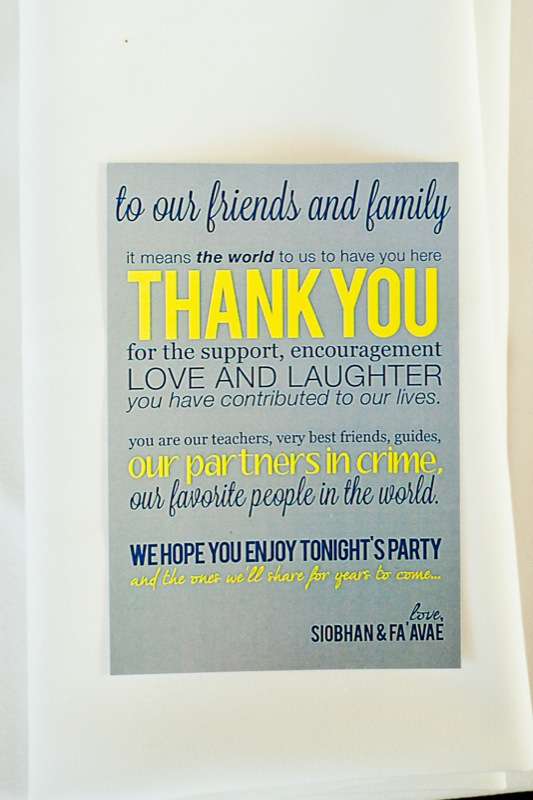 to our friends and family
it means the world to us to have you here
THANK YOU
for the support, encouragement
LOVE AND LAUGHTER
you have contributed to our lives.
you are our teachers, very best friends, guides,
our partners in crime,
our favorite people in the world.
WE HOPE YOU ENJOY TONIGHT'S PARTY
and the ones we'll share for years to come...
love,
SIOBHAN & FA'AVAE